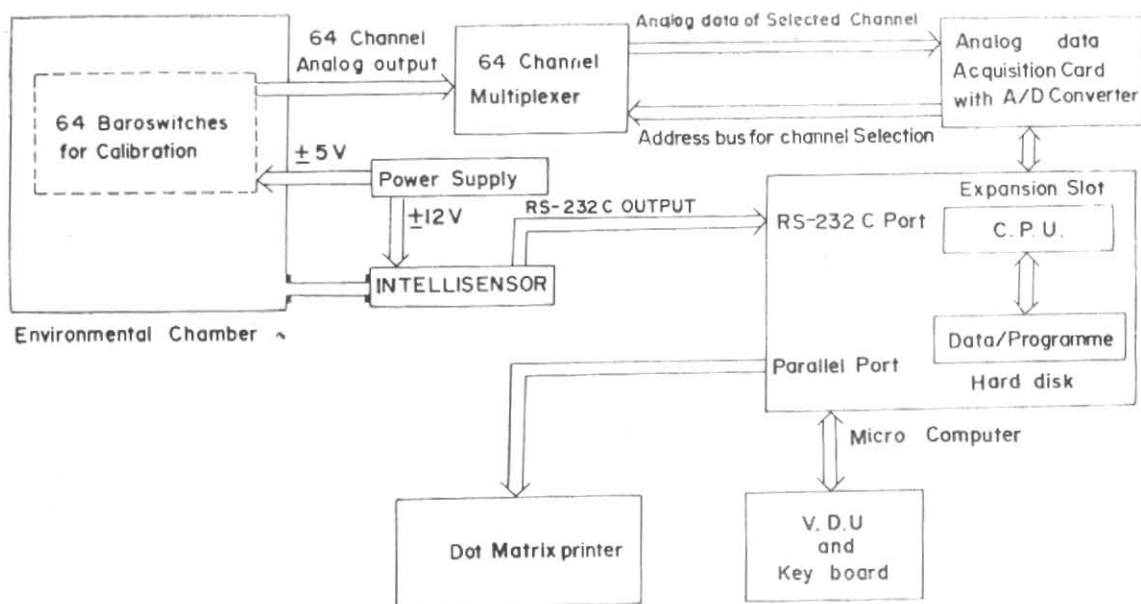 64 Channel
Analog output
64 Channel
Multiplexer
Analog data of Selected Channel
Address bus for channel Selection
Analog data
Acquisition Card
with A/D Converter
64 Baroswitches
for Calibration
± 5 V
Power Supply
±12 V
RS-232 C OUTPUT
INTELLISENSOR
Environmental Chamber
Expansion Slot
RS-232 C Port
C. P. U.
Data/Programme
Hard disk
Parallel Port
Micro Computer
Dot Matrix printer
V. D. U
and
Key board